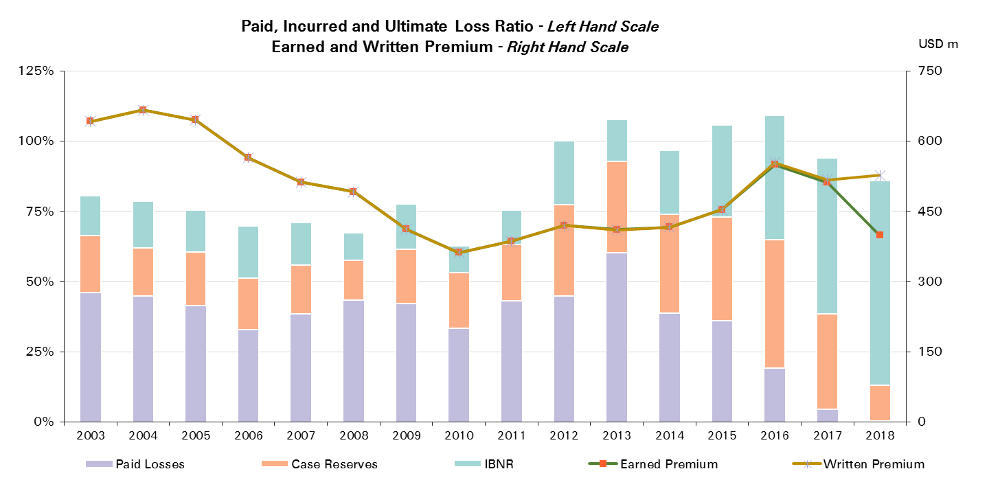 Paid, Incurred and Ultimate Loss Ratio - Left Hand Scale
Earned and Written Premium - Right Hand Scale
USD m
125%
100%
75%
50%
25%
0%
750
600
450
300
150
0
2003 2004 2005 2006 2007 2008 2009 2010 2011 2012 2013 2014 2015 2016 2017 2018
Paid Losses Case Reserves IBNR Earned Premium Written Premium